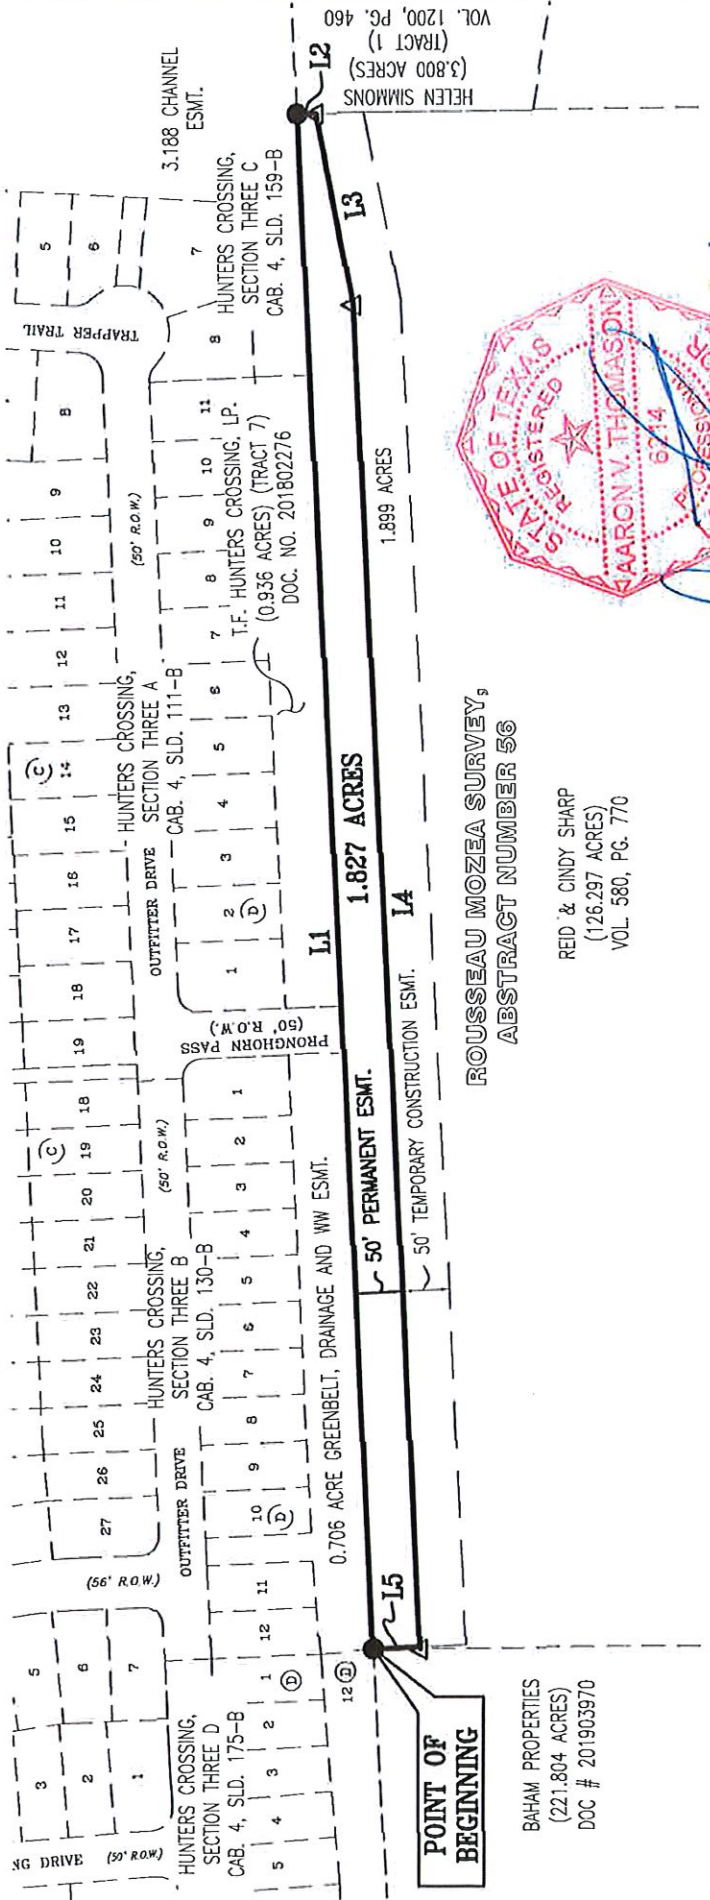 NG DRIVE
(50' R.O.W.)
3
2
1
5
6
7
(56' R.O.W.)
27
26
25
24
23
22
21
20
19
18
(C)
19
18
17
16
15
14
(C)
13
12
11
10
9
8
TRAPPER TRAIL
5
6
7
8
3.188 CHANNEL
ESMT.
HUNTERS CROSSING,
SECTION THREE D
CAB. 4, SLD. 175-B
OUTFITTER DRIVE
HUNTERS CROSSING,
SECTION THREE B
CAB. 4, SLD. 130-B
(50' R.O.W.)
OUTFITTER DRIVE
HUNTERS CROSSING,
SECTION THREE A
CAB. 4, SLD. 111-B
(50' R.O.W.)
HUNTERS CROSSING,
SECTION THREE C
CAB. 4, SLD. 159-B
5
4
3
2
1
(D)
12 (D)
12
11
10
(D)
9
8
7
6
5
4
3
2
1
PRONGHORN PASS
(50' R.O.W.)
1
2
(D)
3
4
5
6
7
8
9
10
11
T.F. HUNTERS CROSSING, LP.
(0.936 ACRES) (TRACT 7)
DOC. NO. 201802276
0.706 ACRE GREENBELT, DRAINAGE AND WW ESMT.
HELEN SIMMONS
(3.800 ACRES)
(TRACT 1)
VOL. 1200, PG. 460
L1
L2
L3
L4
L5
1.827 ACRES
1.899 ACRES
50' PERMANENT ESMT.
50' TEMPORARY CONSTRUCTION ESMT.
POINT OF
BEGINNING
BAHAM PROPERTIES
(221.804 ACRES)
DOC # 201903970
ROUSSEAU MOZEA SURVEY,
ABSTRACT NUMBER 56
REID & CINDY SHARP
(126.297 ACRES)
VOL. 580, PG. 770
STATE OF TEXAS
REGISTERED
AARON V. THOMASON